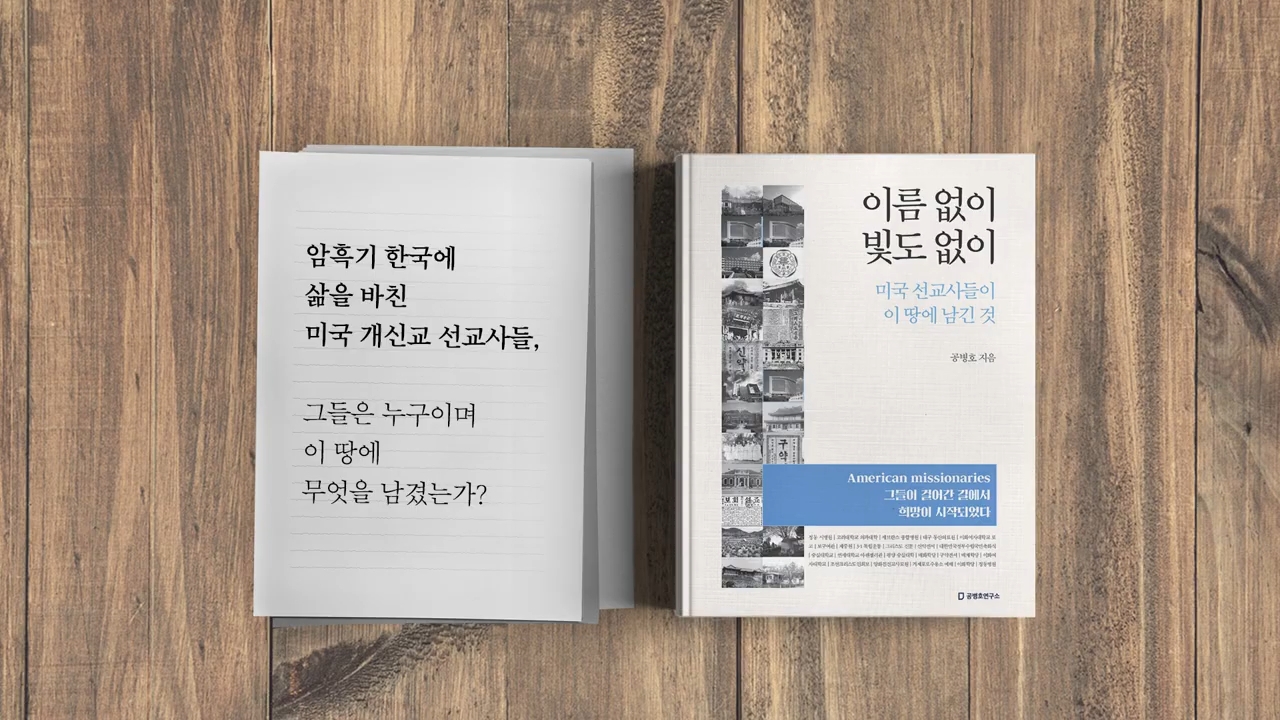 암흑기 한국에
삶을 바친
미국 개신교 선교사들,
그들은 누구이며
이 땅에
무엇을 남겼는가?
이름 없이
빛도 없이
미국 선교사들이
이 땅에 남긴 것
공병호 지음
신약
구약
American missionaries
그들이 걸어간 길에서
희망이 시작되었다
공병호연구소